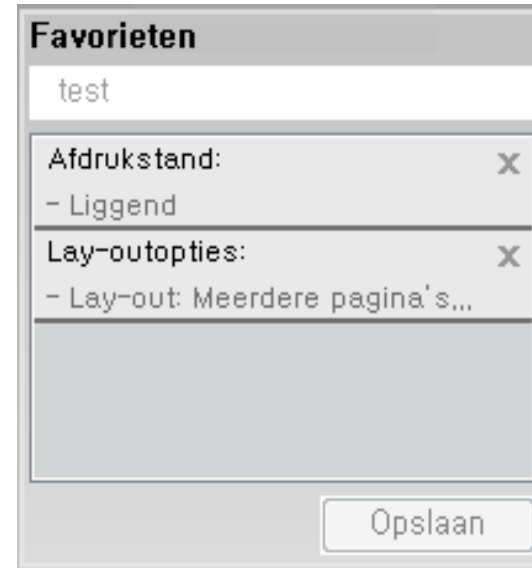 Favorieten
test
Afdrukstand:
x
- Liggend
Lay-outopties:
x
- Lay-out: Meerdere pagina's,,,
Opslaan